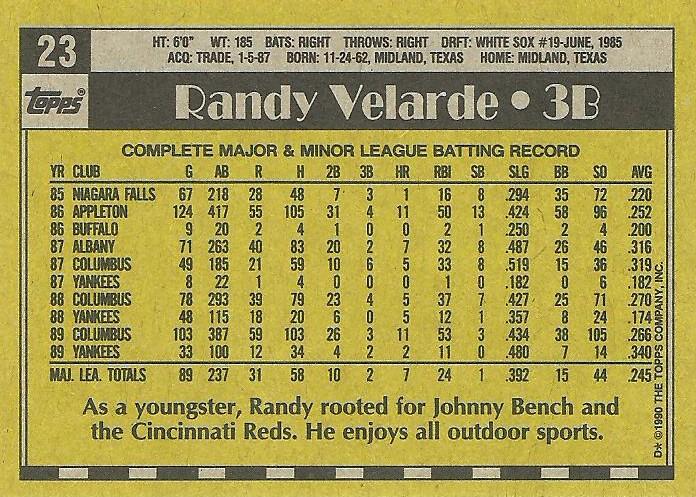 23
HT: 6'0" WT: 185 BATS: RIGHT THROWS: RIGHT DRFT: WHITE SOX #19-JUNE, 1985
ACQ: TRADE, 1-5-87 BORN: 11-24-62, MIDLAND, TEXAS HOME: MIDLAND, TEXAS
Topps®
Randy Velarde • 3B
COMPLETE MAJOR & MINOR LEAGUE BATTING RECORD
YR CLUB G AB R H 2B 3B HR RBI SB SLG BB SO AVG
85 NIAGARA FALLS 67 218 28 48 7 3 1 16 8 .294 35 72 .220
86 APPLETON 124 417 55 105 31 4 11 50 13 .424 58 96 .252
86 BUFFALO 9 20 2 4 1 0 0 2 1 .250 2 4 .200
87 ALBANY 71 263 40 83 20 2 7 32 8 .487 26 46 .316
87 COLUMBUS 49 185 21 59 10 6 5 33 8 .519 15 36 .319
87 YANKEES 8 22 1 4 0 0 0 1 0 .182 0 6 .182
88 COLUMBUS 78 293 39 79 23 4 5 37 7 .427 25 71 .270
88 YANKEES 48 115 18 20 6 0 5 12 1 .357 8 24 .174
89 COLUMBUS 103 387 59 103 26 3 11 53 3 .434 38 105 .266
89 YANKEES 33 100 12 34 4 2 2 11 0 .480 7 14 .340
MAJ. LEA. TOTALS 89 237 31 58 10 2 7 24 1 .392 15 44 .245
As a youngster, Randy rooted for Johnny Bench and
the Cincinnati Reds. He enjoys all outdoor sports.
D* ©1990 THE TOPPS COMPANY, INC.